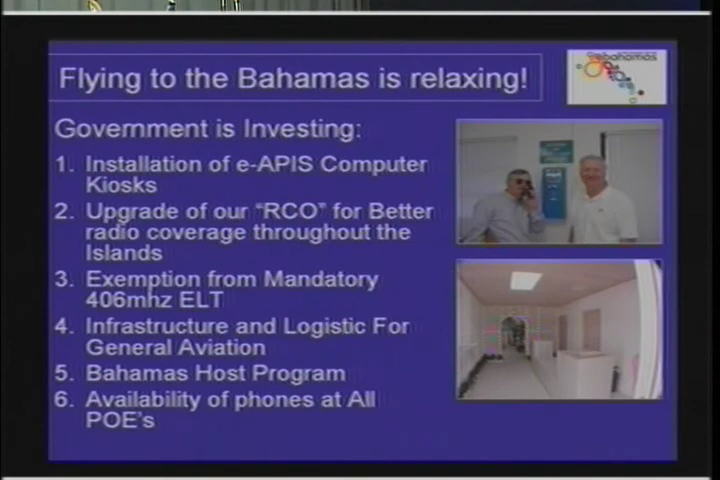 Flying to the Bahamas is relaxing!
bahamas
Government is Investing:
1. Installation of e-APIS Computer
Kiosks
2. Upgrade of our “RCO” for Better
radio coverage throughout the
Islands
3. Exemption from Mandatory
406mhz ELT
4. Infrastructure and Logistic For
General Aviation
5. Bahamas Host Program
6. Availability of phones at All
POE's